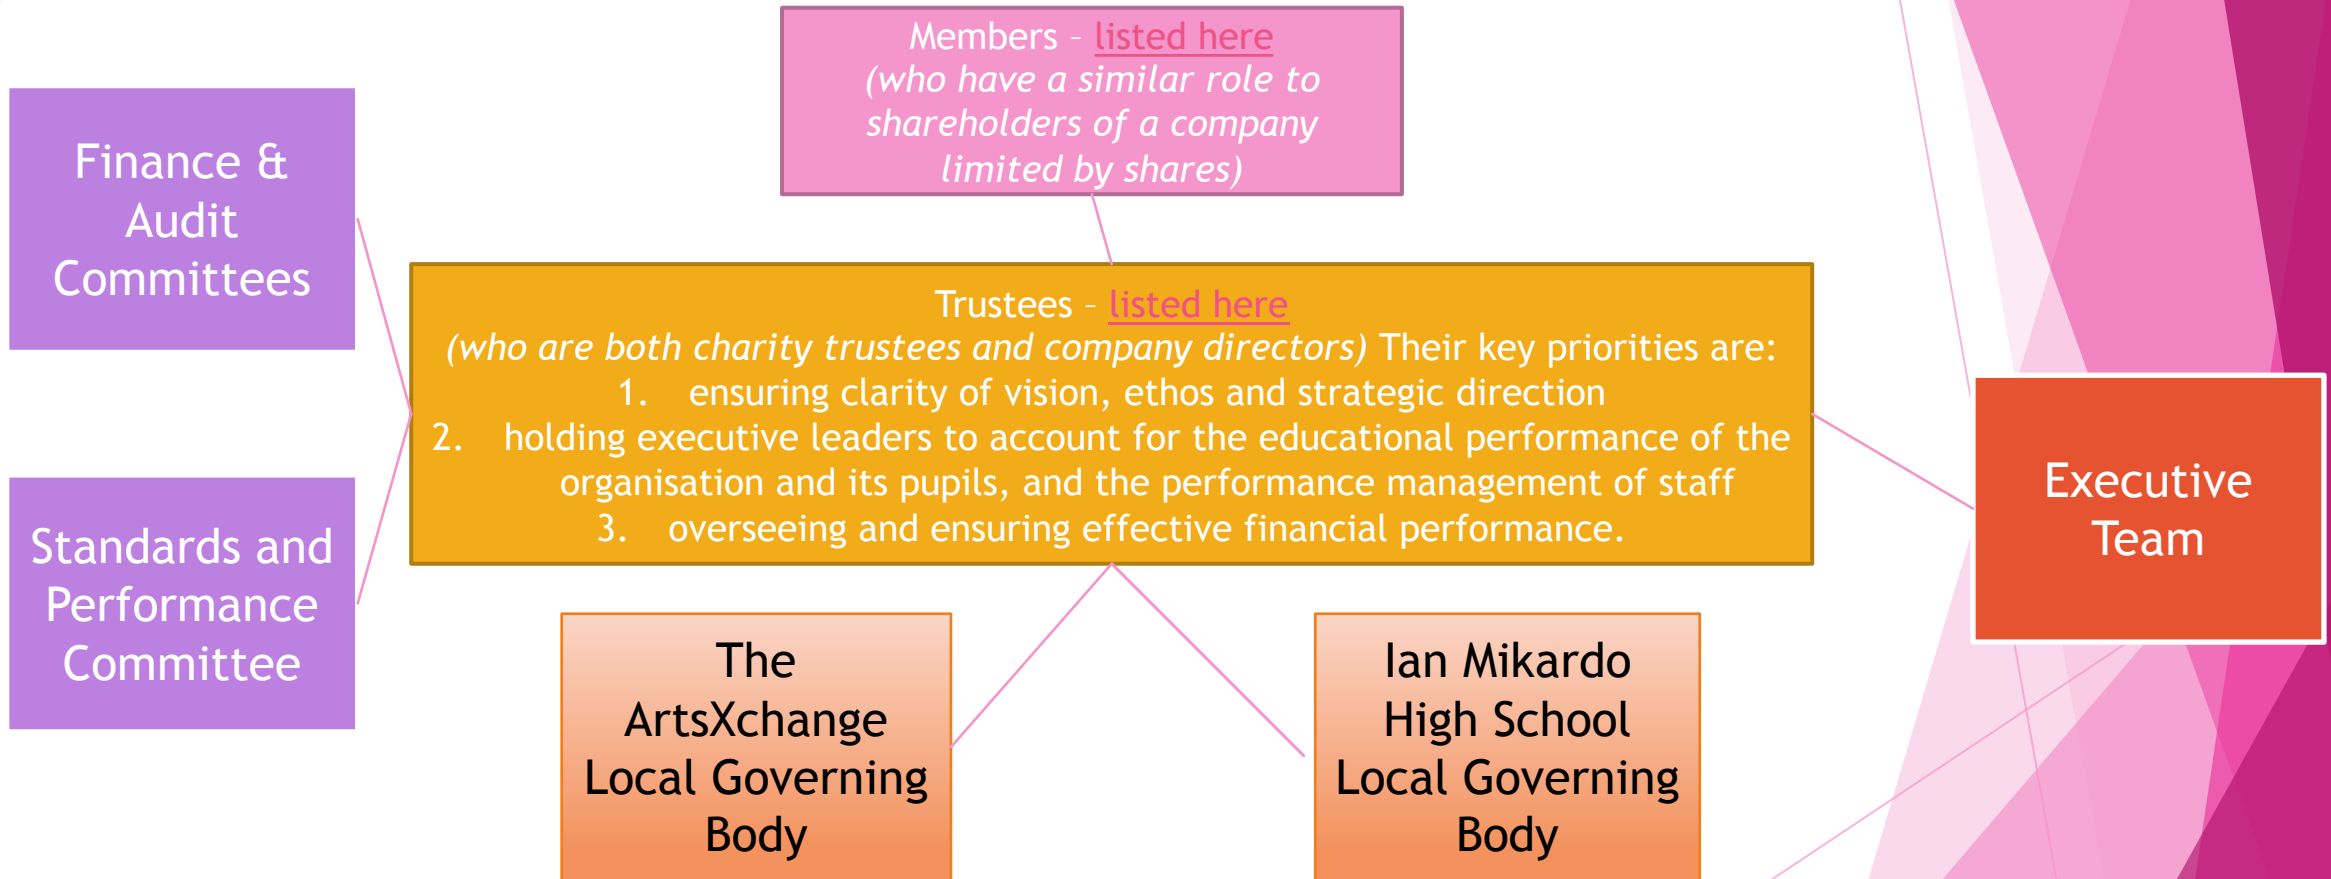 Members – listed here
(who have a similar role to
shareholders of a company
limited by shares)
Finance &
Audit
Committees
Trustees – listed here
(who are both charity trustees and company directors) Their key priorities are:
1. ensuring clarity of vision, ethos and strategic direction
2. holding executive leaders to account for the educational performance of the
organisation and its pupils, and the performance management of staff
3. overseeing and ensuring effective financial performance.
Executive
Team
Standards and
Performance
Committee
The
ArtsXchange
Local Governing
Body
Ian Mikardo
High School
Local Governing
Body